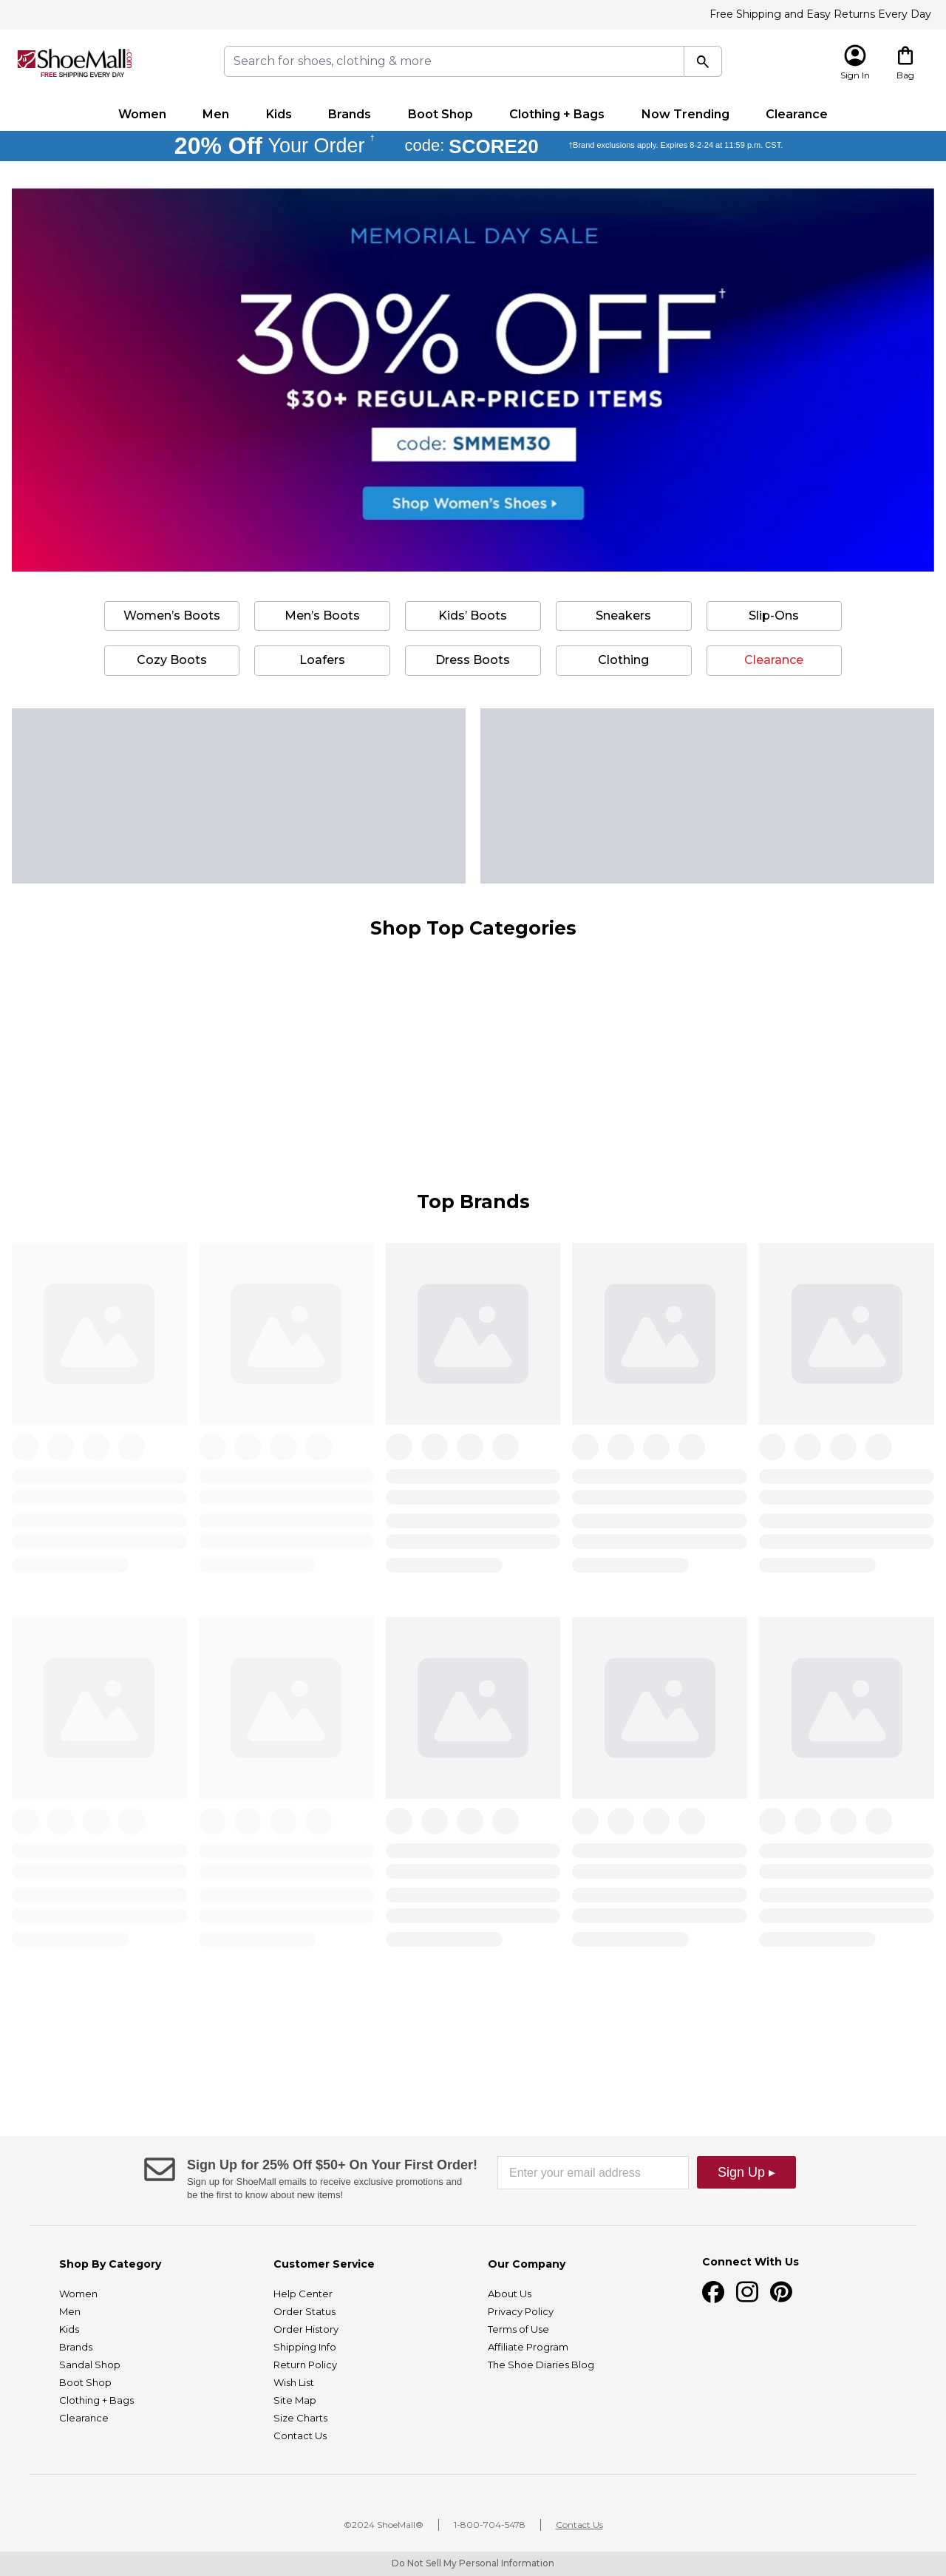 Free Shipping and Easy Returns Every Day
ShoeMall.com
FREE SHIPPING EVERY DAY
Search for shoes, clothing & more
Sign In
Bag
Women Men Kids Brands Boot Shop Clothing + Bags Now Trending Clearance
20% Off Your Order † code: SCORE20 †Brand exclusions apply. Expires 8-2-24 at 11:59 p.m. CST.
MEMORIAL DAY SALE
30% OFF†
$30+ REGULAR-PRICED ITEMS
code: SMMEM30
Shop Women's Shoes
Women's Boots Men's Boots Kids' Boots Sneakers Slip-Ons
Cozy Boots Loafers Dress Boots Clothing Clearance
Shop Top Categories
Top Brands
Sign Up for 25% Off $50+ On Your First Order!
Sign up for ShoeMall emails to receive exclusive promotions and
be the first to know about new items!
Enter your email address
Sign Up ▸
Shop By Category
Women
Men
Kids
Brands
Sandal Shop
Boot Shop
Clothing + Bags
Clearance
Customer Service
Help Center
Order Status
Order History
Shipping Info
Return Policy
Wish List
Site Map
Size Charts
Contact Us
Our Company
About Us
Privacy Policy
Terms of Use
Affiliate Program
The Shoe Diaries Blog
Connect With Us
©2024 ShoeMall® 1-800-704-5478 Contact Us
Do Not Sell My Personal Information